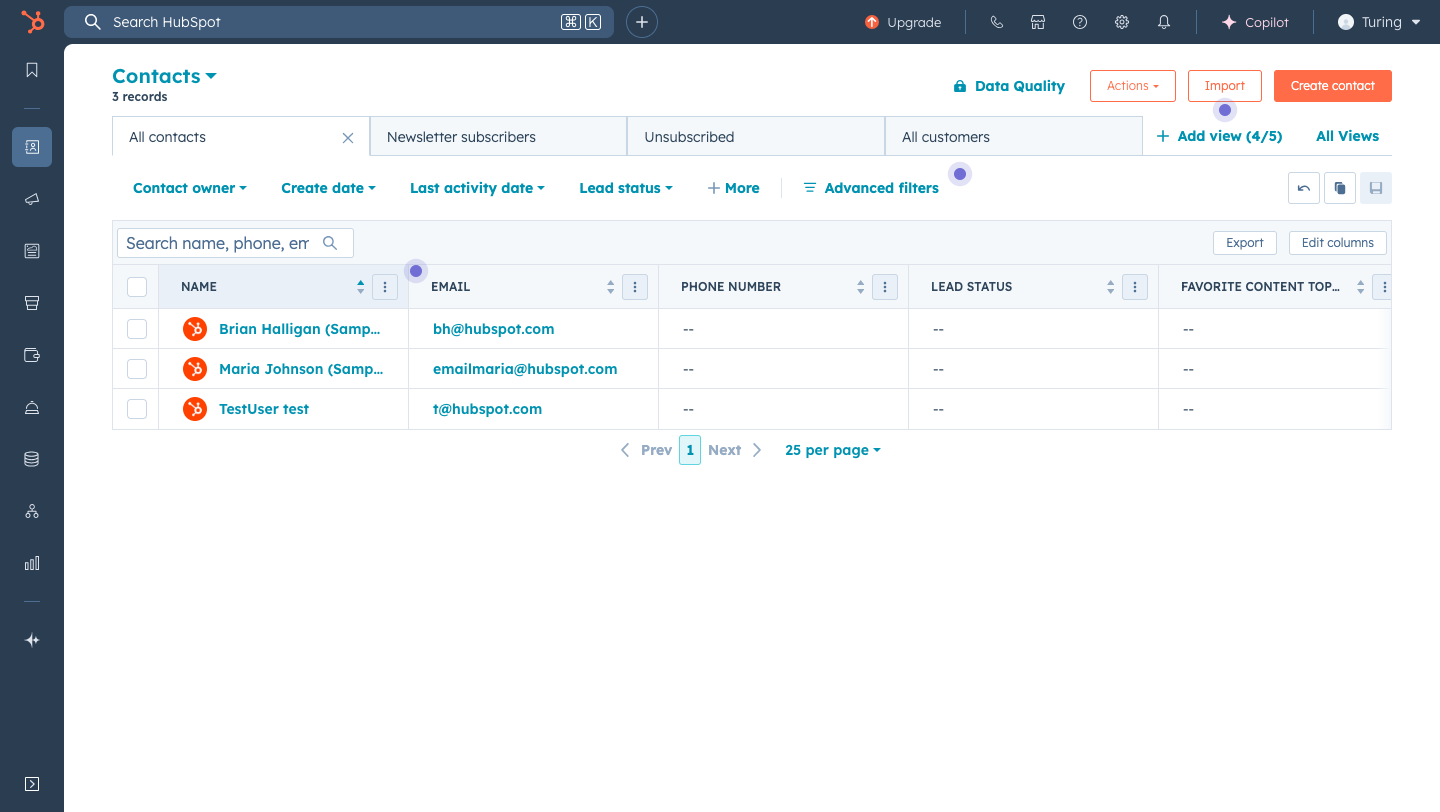 Search HubSpot
⌘ K
Upgrade
Copilot
Turing
Contacts
3 records
Data Quality
Actions
Import
Create contact
All contacts
Newsletter subscribers
Unsubscribed
All customers
Add view (4/5)
All Views
Contact owner
Create date
Last activity date
Lead status
More
Advanced filters
Search name, phone, em
Export
Edit columns
NAME
EMAIL
PHONE NUMBER
LEAD STATUS
FAVORITE CONTENT TOP...
Brian Halligan (Samp... bh@hubspot.com -- -- --
Maria Johnson (Samp... emailmaria@hubspot.com -- -- --
TestUser test t@hubspot.com -- -- --
Prev 1 Next 25 per page